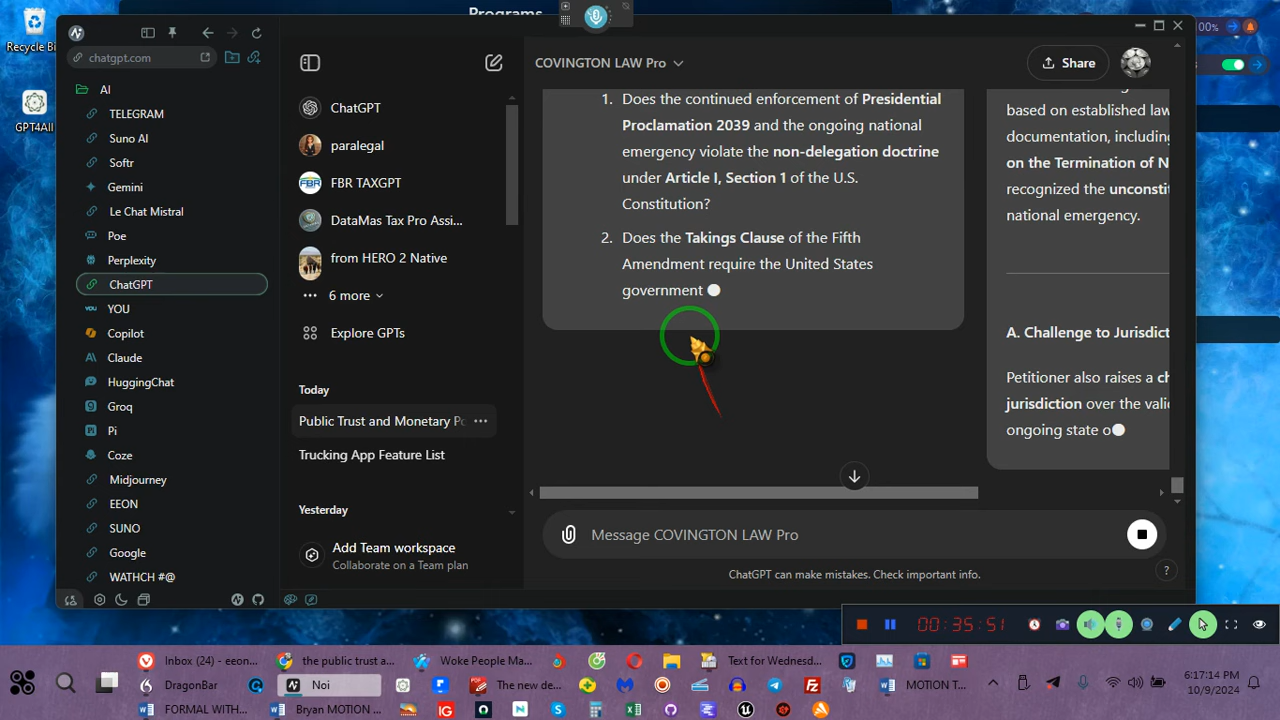 Programs
Recycle Bi
GPT4All
chatgpt.com
AI
TELEGRAM
Suno AI
Softr
Gemini
Le Chat Mistral
Poe
Perplexity
ChatGPT
YOU
Copilot
Claude
HuggingChat
Groq
Pi
Coze
Midjourney
EEON
SUNO
Google
WATHCH #@
ChatGPT
paralegal
FBR TAXGPT
DataMas Tax Pro Assi...
from HERO 2 Native
6 more
Explore GPTs
Today
Public Trust and Monetary Po
Trucking App Feature List
Yesterday
Add Team workspace
Collaborate on a Team plan
COVINGTON LAW Pro
Share
1. Does the continued enforcement of Presidential
Proclamation 2039 and the ongoing national
emergency violate the non-delegation doctrine
under Article I, Section 1 of the U.S.
Constitution?
2. Does the Takings Clause of the Fifth
Amendment require the United States
government
based on established law
documentation, including
on the Termination of N
recognized the unconsti
national emergency.
A. Challenge to Jurisdict
Petitioner also raises a ch
jurisdiction over the valid
ongoing state o
Message COVINGTON LAW Pro
ChatGPT can make mistakes. Check important info.
?
00%
00:35:51
Inbox (24) - eeon...
the public trust a...
Woke People Ma...
Text for Wednesd...
DragonBar
Noi
The new de...
MOTION T...
FORMAL WITH...
Bryan MOTION ...
6:17:14 PM
10/9/2024